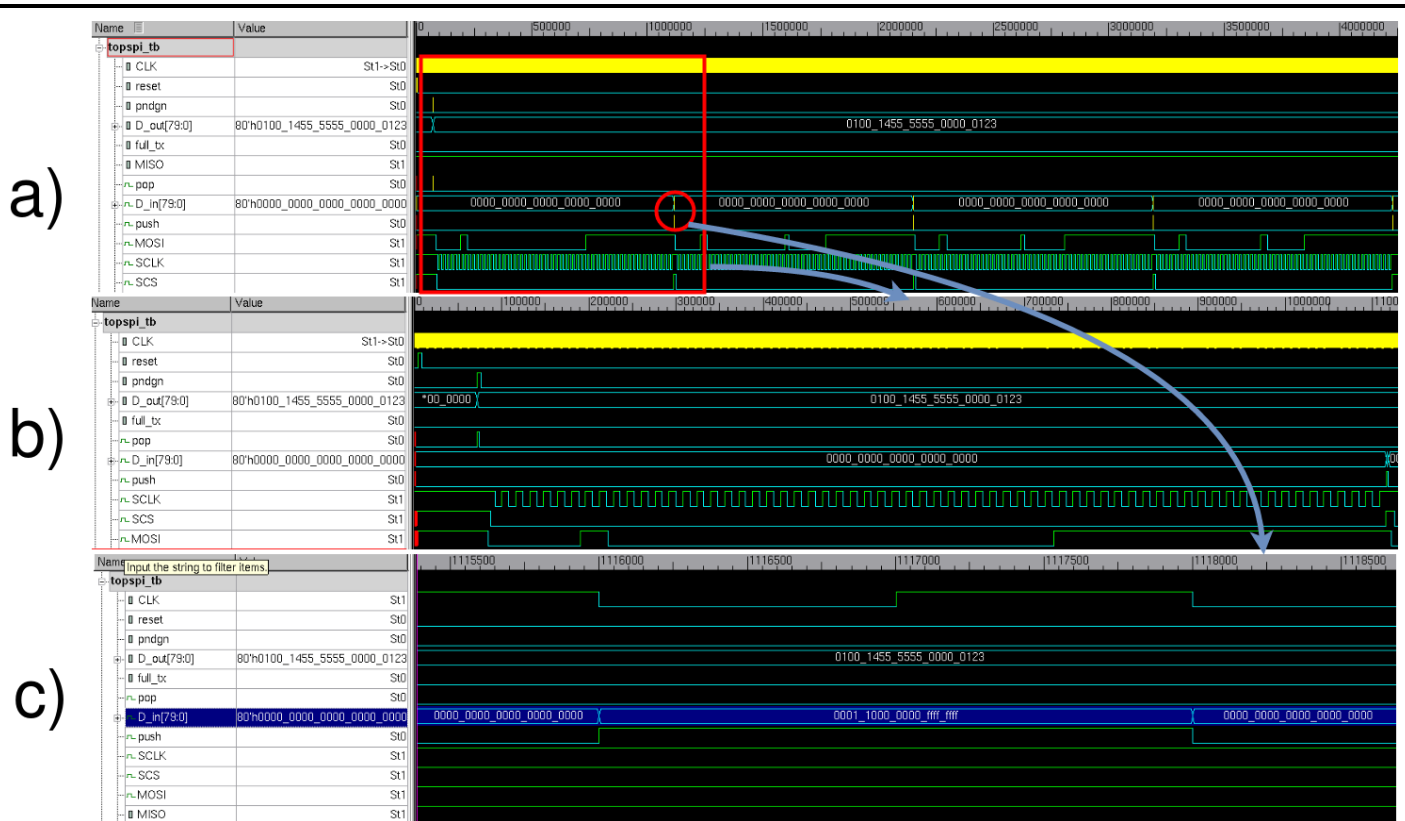 a)
Name Value 0 500000 1000000 1500000 2000000 2500000 3000000 3500000 4000000
topspi_tb
CLK St1->St0
reset St0
pndgn St0
D_out[79:0] 80'h0100_1455_5555_0000_0123 0100_1455_5555_0000_0123
full_tx St0
MISO St1
pop St0
D_in[79:0] 80'h0000_0000_0000_0000_0000 0000_0000_0000_0000_0000 0000_0000_0000_0000_0000 0000_0000_0000_0000_0000 0000_0000_0000_0000_0000
push St0
MOSI St1
SCLK St1
SCS St1
b)
Name Value 0 100000 200000 300000 400000 500000 600000 700000 800000 900000 1000000 1100
topspi_tb
CLK St1->St0
reset St0
pndgn St0
D_out[79:0] 80'h0100_1455_5555_0000_0123 *00_0000 0100_1455_5555_0000_0123
full_tx St0
pop St0
D_in[79:0] 80'h0000_0000_0000_0000_0000 0000_0000_0000_0000_0000 00
push St0
SCLK St1
SCS St1
MOSI St1
c)
Name 1115500 1116000 1116500 1117000 1117500 1118000 1118500
Input the string to filter items.
topspi_tb
CLK St1
reset St0
pndgn St0
D_out[79:0] 80'h0100_1455_5555_0000_0123 0100_1455_5555_0000_0123
full_tx St0
pop St0
D_in[79:0] 80'h0000_0000_0000_0000_0000 0000_0000_0000_0000_0000 0001_1000_0000_ffff_ffff 0000_0000_0000_0000_0000
push St0
SCLK St1
SCS St1
MOSI St1
MISO St1